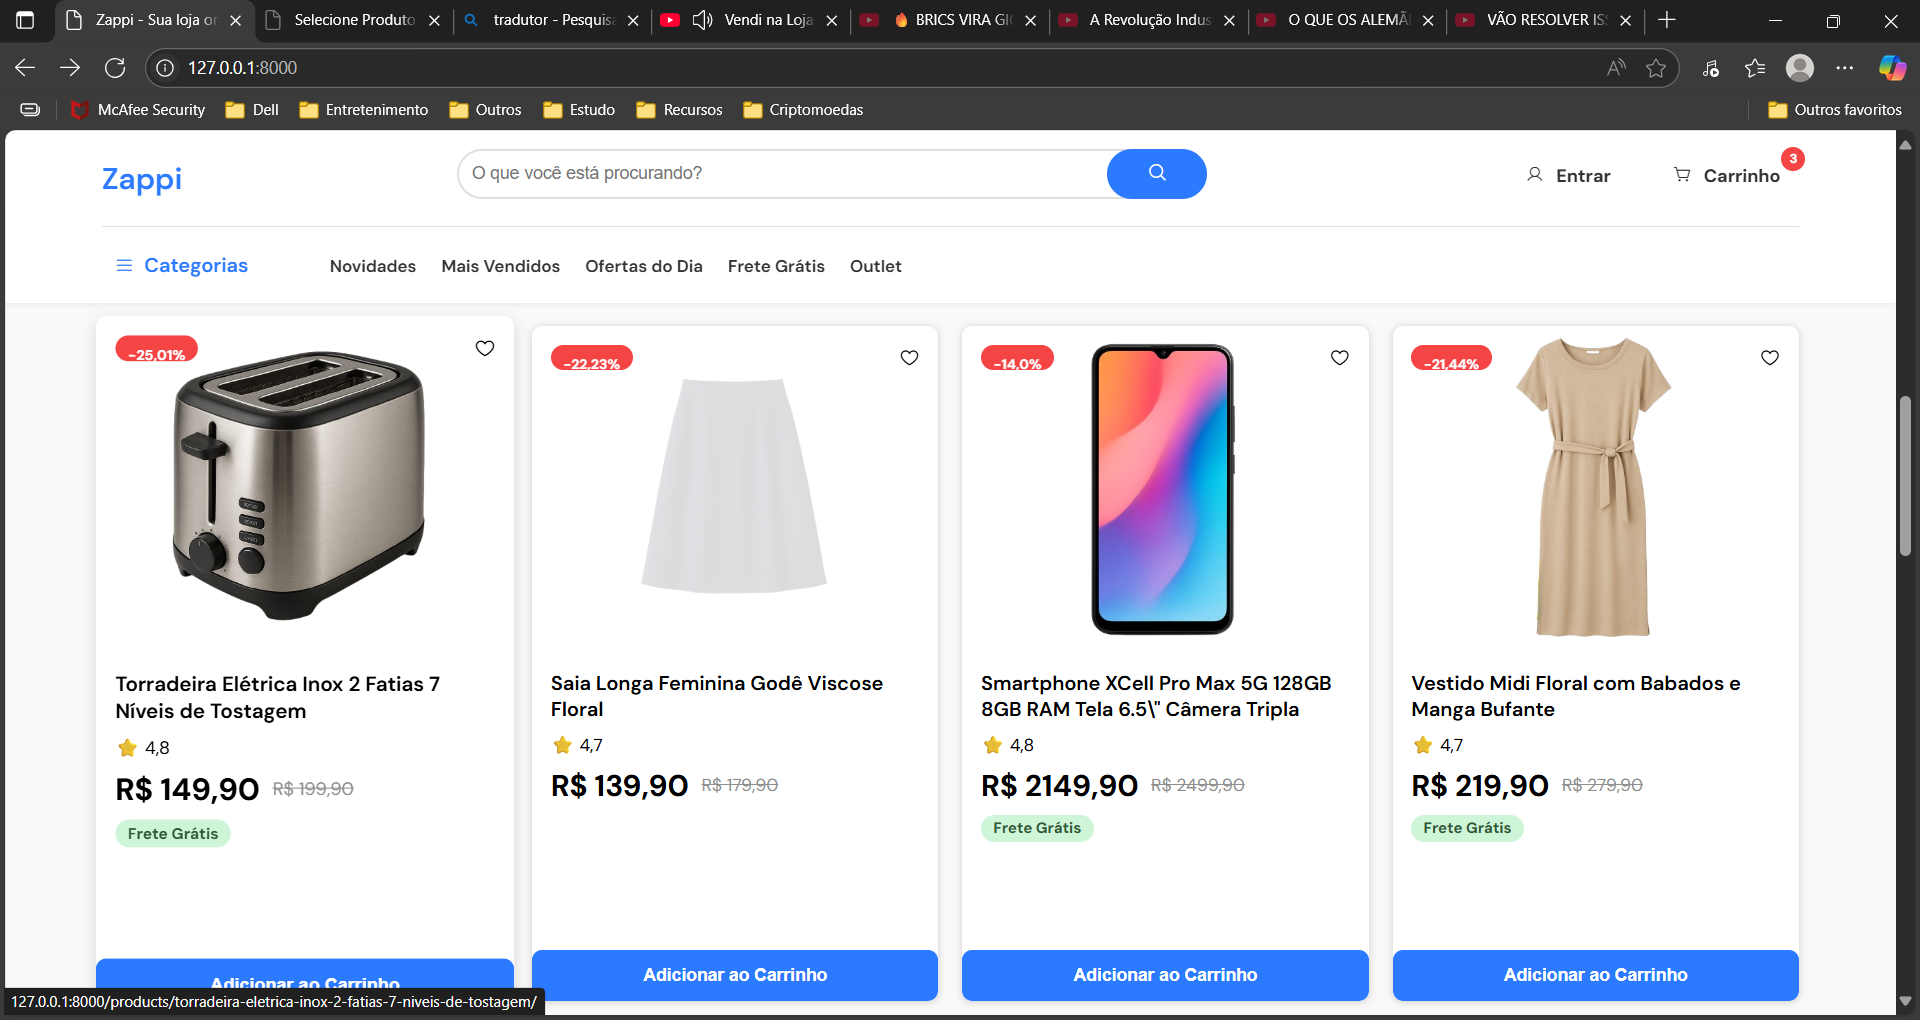 Zappi - Sua loja or
Selecione Produto
tradutor - Pesquisa
Vendi na Loja
BRICS VIRA GI
A Revolução Indus
O QUE OS ALEMÃ
VÃO RESOLVER IS
127.0.0.1:8000
McAfee Security
Dell
Entretenimento
Outros
Estudo
Recursos
Criptomoedas
Outros favoritos
Zappi
O que você está procurando?
Entrar
Carrinho
3
Categorias
Novidades
Mais Vendidos
Ofertas do Dia
Frete Grátis
Outlet
-25,01%
Torradeira Elétrica Inox 2 Fatias 7
Níveis de Tostagem
4,8
R$ 149,90 R$ 199,90
Frete Grátis
Adicionar ao Carrinho
-22,23%
Saia Longa Feminina Godê Viscose
Floral
4,7
R$ 139,90 R$ 179,90
Adicionar ao Carrinho
-14,0%
Smartphone XCell Pro Max 5G 128GB
8GB RAM Tela 6.5\" Câmera Tripla
4,8
R$ 2149,90 R$ 2499,90
Frete Grátis
Adicionar ao Carrinho
-21,44%
Vestido Midi Floral com Babados e
Manga Bufante
4,7
R$ 219,90 R$ 279,90
Frete Grátis
Adicionar ao Carrinho
127.0.0.1:8000/products/torradeira-eletrica-inox-2-fatias-7-niveis-de-tostagem/